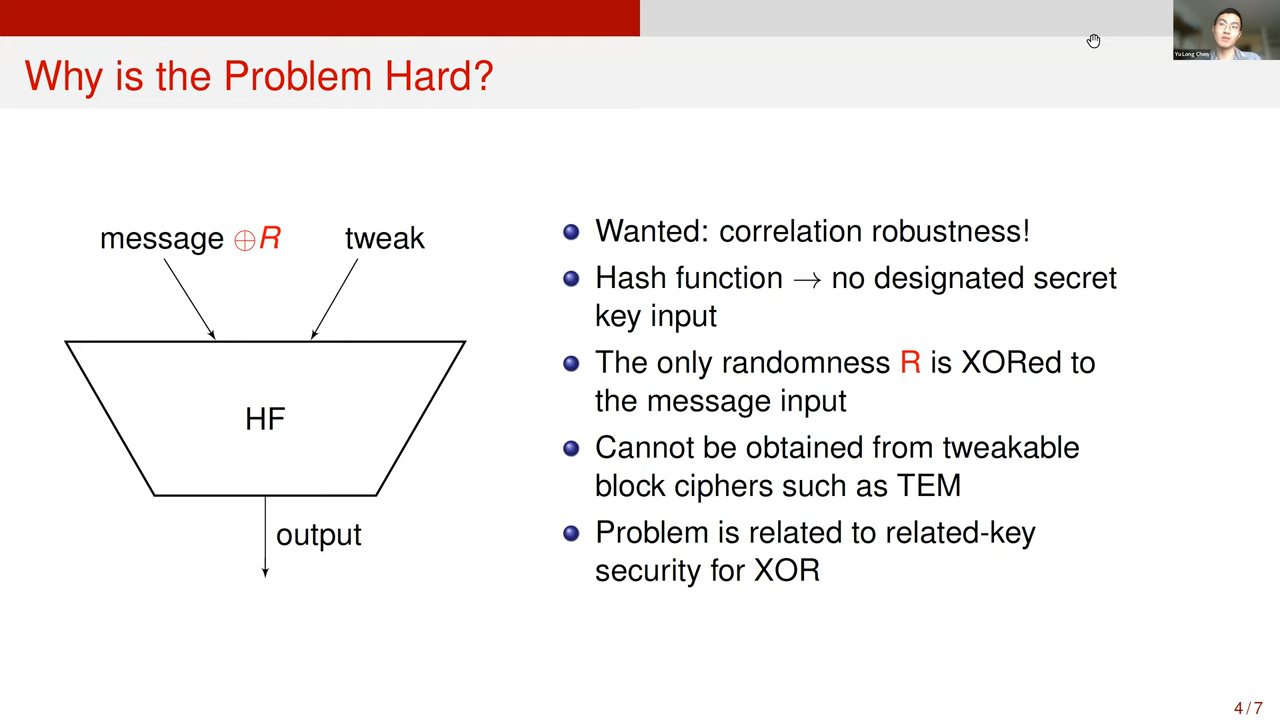 YuLong Chen
Why is the Problem Hard?
message ⊕R
tweak
HF
output
Wanted: correlation robustness!
Hash function → no designated secret
key input
The only randomness R is XORed to
the message input
Cannot be obtained from tweakable
block ciphers such as TEM
Problem is related to related-key
security for XOR
4 / 7